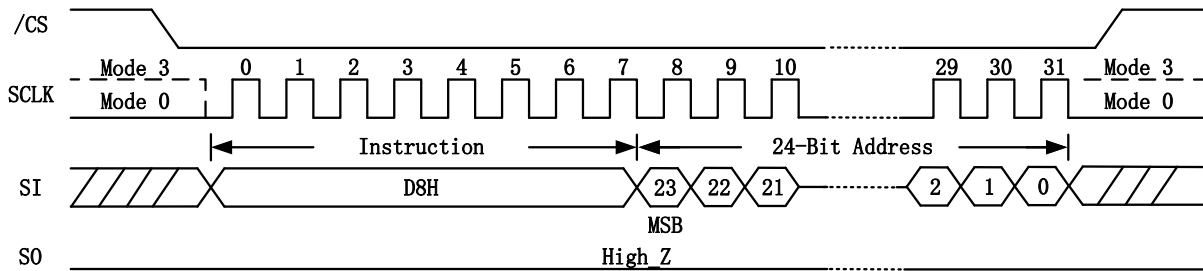 /CS
Mode 3 0 1 2 3 4 5 6 7 8 9 10 29 30 31 Mode 3
SCLK
Mode 0 Mode 0
Instruction 24-Bit Address
SI D8H 23 22 21 2 1 0
MSB
SO High_Z